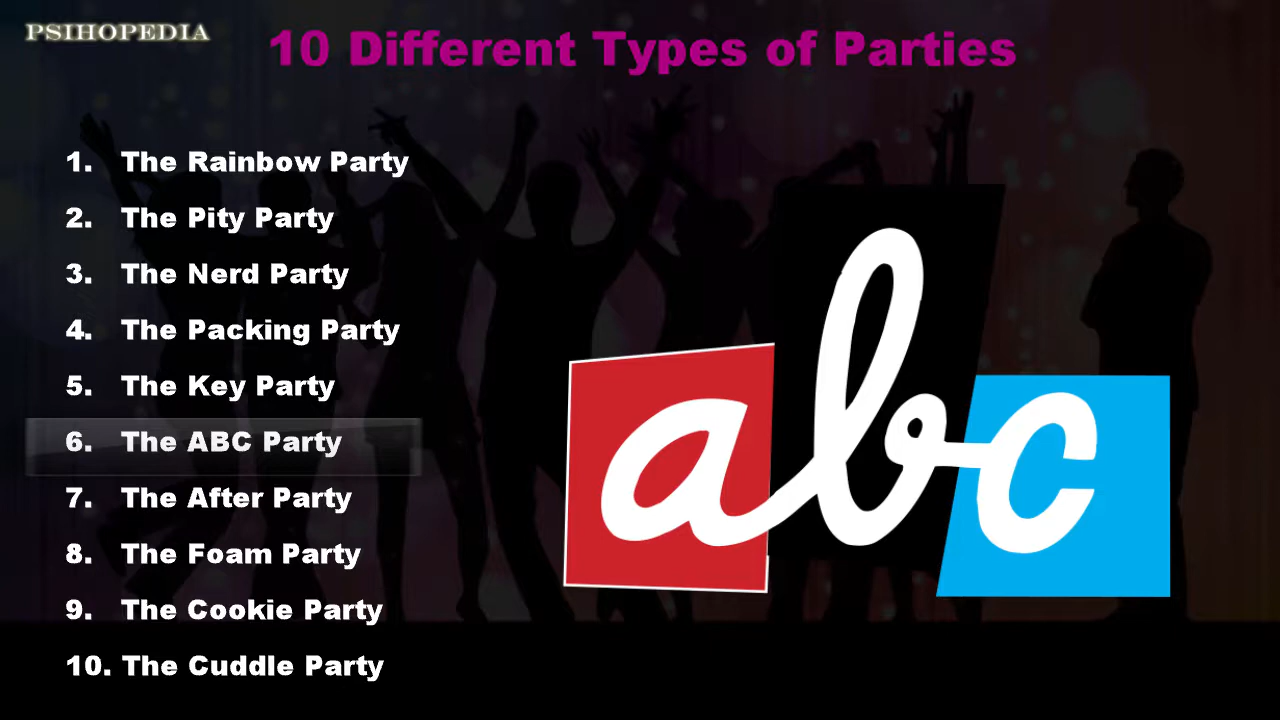 PSIHOPEDIA
10 Different Types of Parties
1. The Rainbow Party
2. The Pity Party
3. The Nerd Party
4. The Packing Party
5. The Key Party
6. The ABC Party
7. The After Party
8. The Foam Party
9. The Cookie Party
10. The Cuddle Party
abc